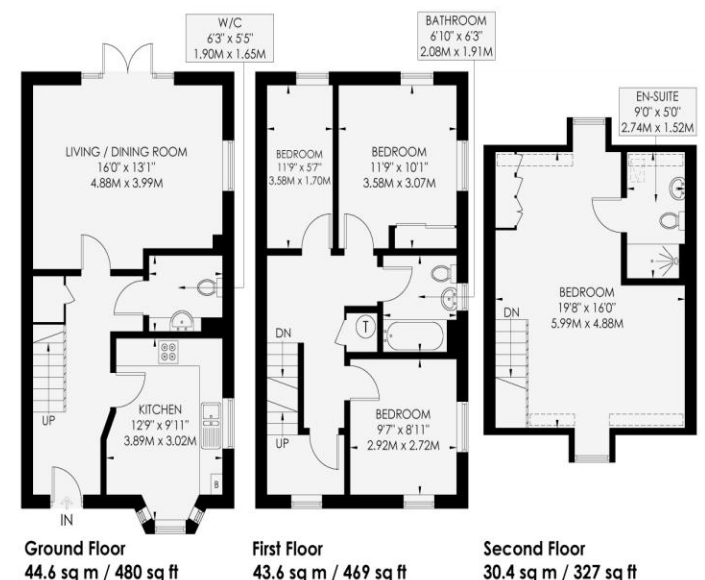 W/C
6'3" x 5'5"
1.90M x 1.65M
LIVING / DINING ROOM
16'0" x 13'1"
4.88M x 3.99M
UP
KITCHEN
12'9" x 9'11"
3.89M x 3.02M
B
IN
Ground Floor
44.6 sq m / 480 sq ft
BATHROOM
6'10" x 6'3"
2.08M x 1.91M
BEDROOM
11'9" x 5'7"
3.58M x 1.70M
BEDROOM
11'9" x 10'1"
3.58M x 3.07M
DN
T
UP
BEDROOM
9'7" x 8'11"
2.92M x 2.72M
First Floor
43.6 sq m / 469 sq ft
EN-SUITE
9'0" x 5'0"
2.74M x 1.52M
BEDROOM
19'8" x 16'0"
5.99M x 4.88M
DN
Second Floor
30.4 sq m / 327 sq ft